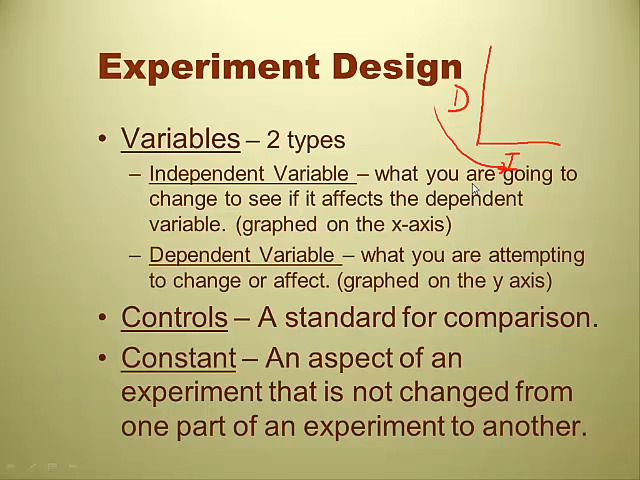 Experiment Design
D
I
• Variables – 2 types
– Independent Variable – what you are going to
change to see if it affects the dependent
variable. (graphed on the x-axis)
– Dependent Variable – what you are attempting
to change or affect. (graphed on the y axis)
• Controls – A standard for comparison.
• Constant – An aspect of an
experiment that is not changed from
one part of an experiment to another.